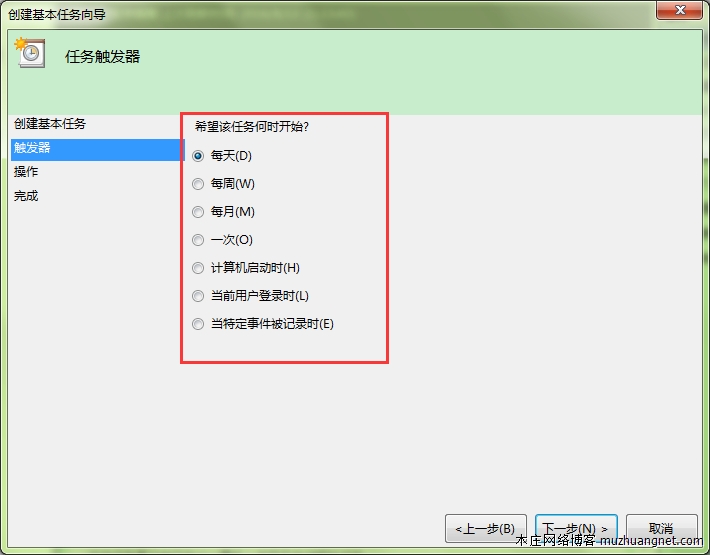 创建基本任务向导
任务触发器
创建基本任务
触发器
操作
完成
希望该任务何时开始?
每天(D)
每周(W)
每月(M)
一次(O)
计算机启动时(H)
当前用户登录时(L)
当特定事件被记录时(E)
<上一步(B)
下一步(N) >
取消
木庄网络博客 muzhuangnet.com